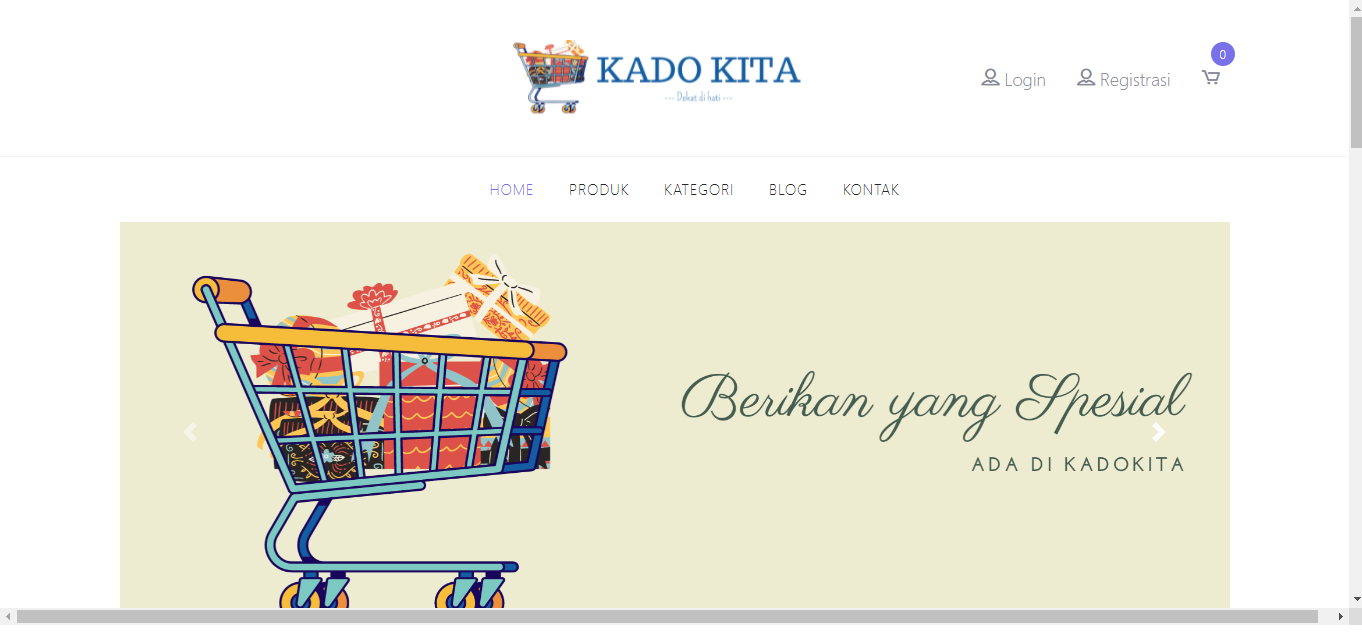 KADO KITA
--- Dekat di hati ---
Login
Registrasi
0
HOME
PRODUK
KATEGORI
BLOG
KONTAK
Berikan yang Spesial
ADA DI KADOKITA